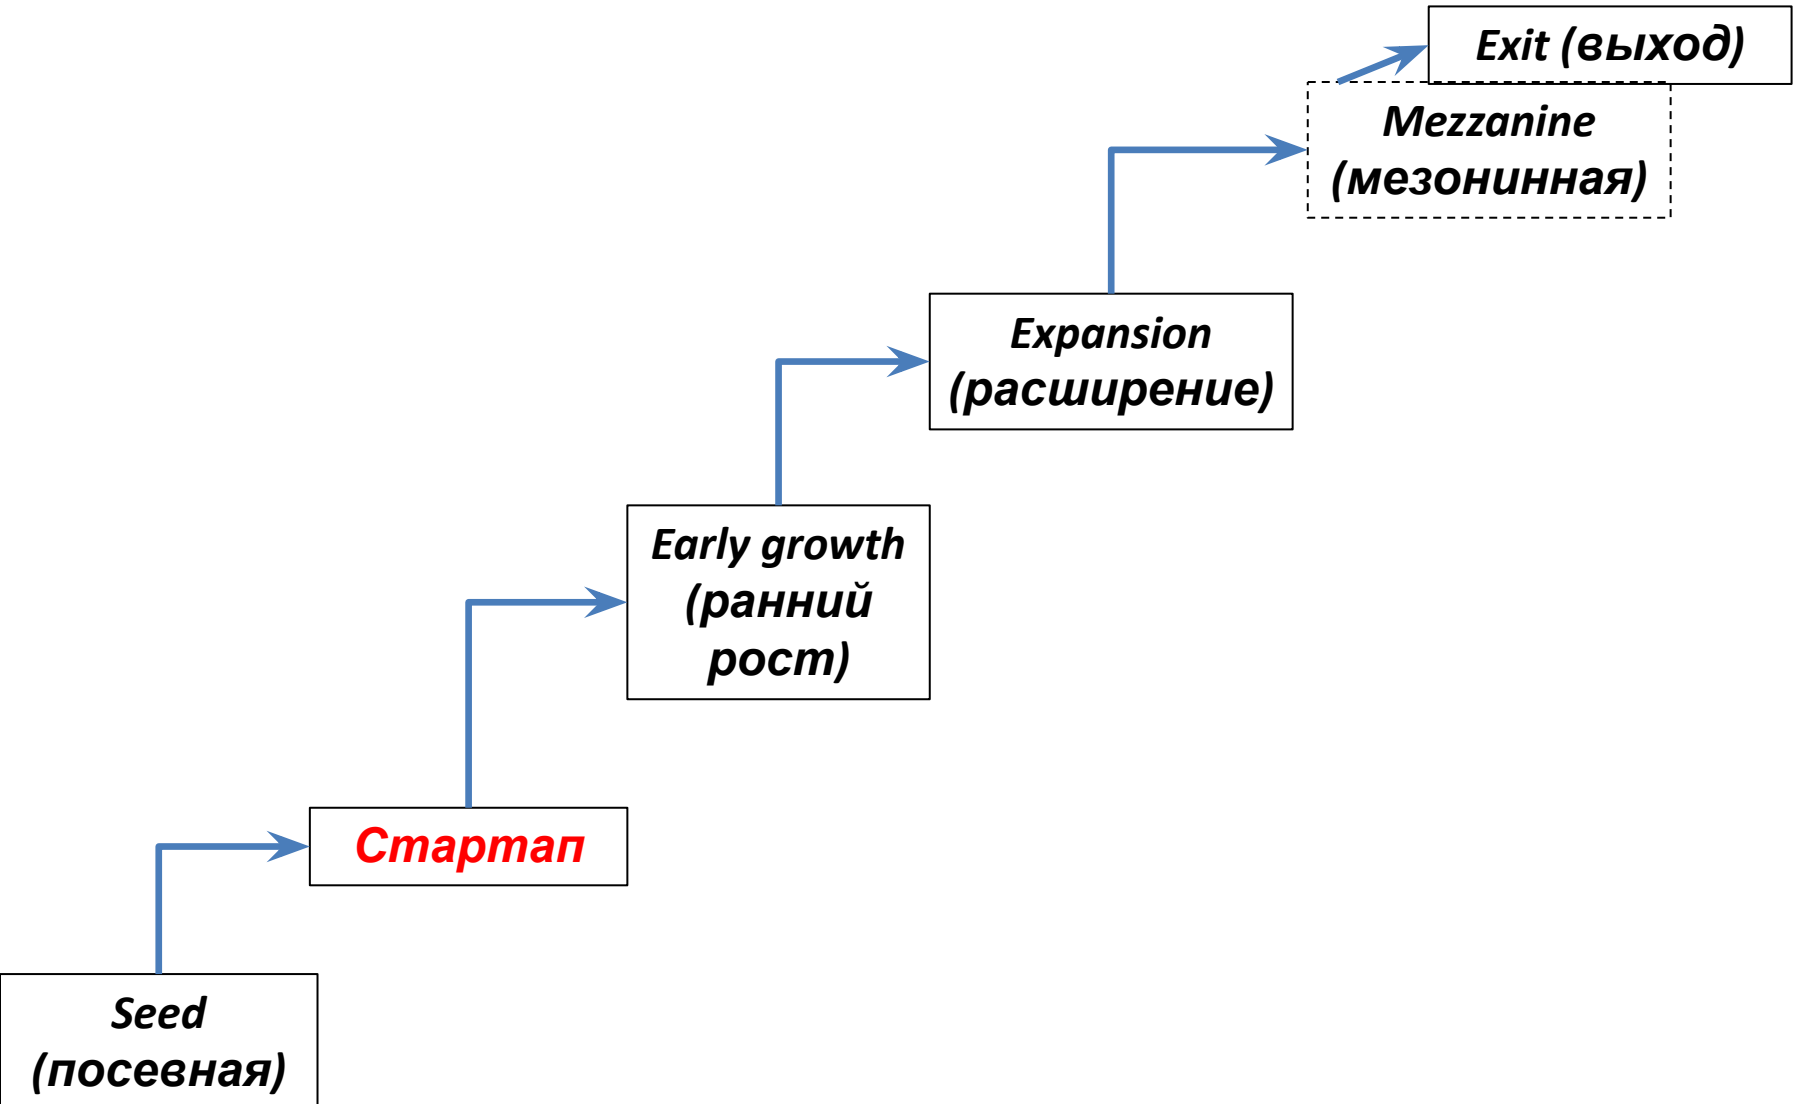 Exit (выход)
Mezzanine
(мезонинная)
Expansion
(расширение)
Early growth
(ранний
рост)
Стартап
Seed
(посевная)